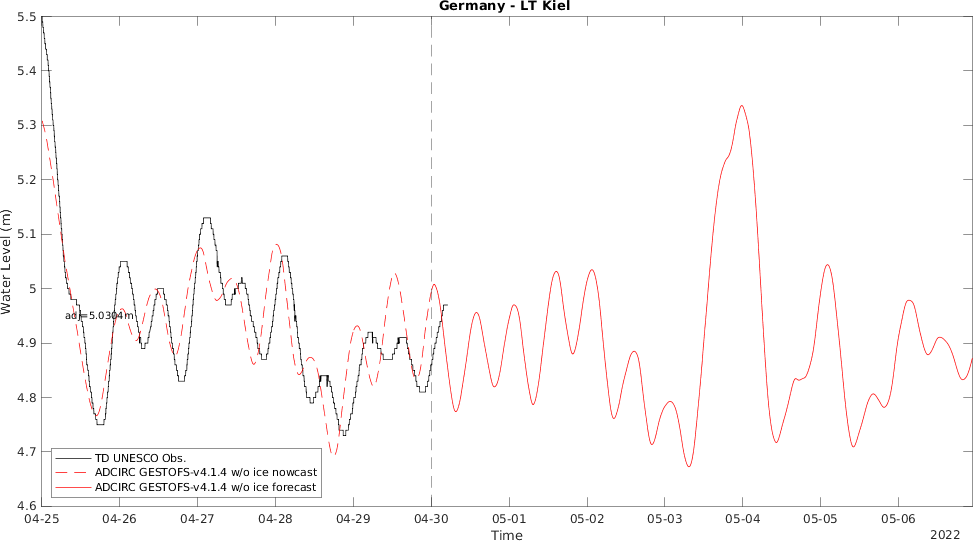 Germany - LT Kiel
5.5
5.4
5.3
5.2
5.1
5
4.9
4.8
4.7
4.6
Water Level (m)
adj=5.0304m
TD UNESCO Obs.
ADCIRC GESTOFS-v4.1.4 w/o ice nowcast
ADCIRC GESTOFS-v4.1.4 w/o ice forecast
04-25 04-26 04-27 04-28 04-29 04-30 05-01 05-02 05-03 05-04 05-05 05-06
Time
2022